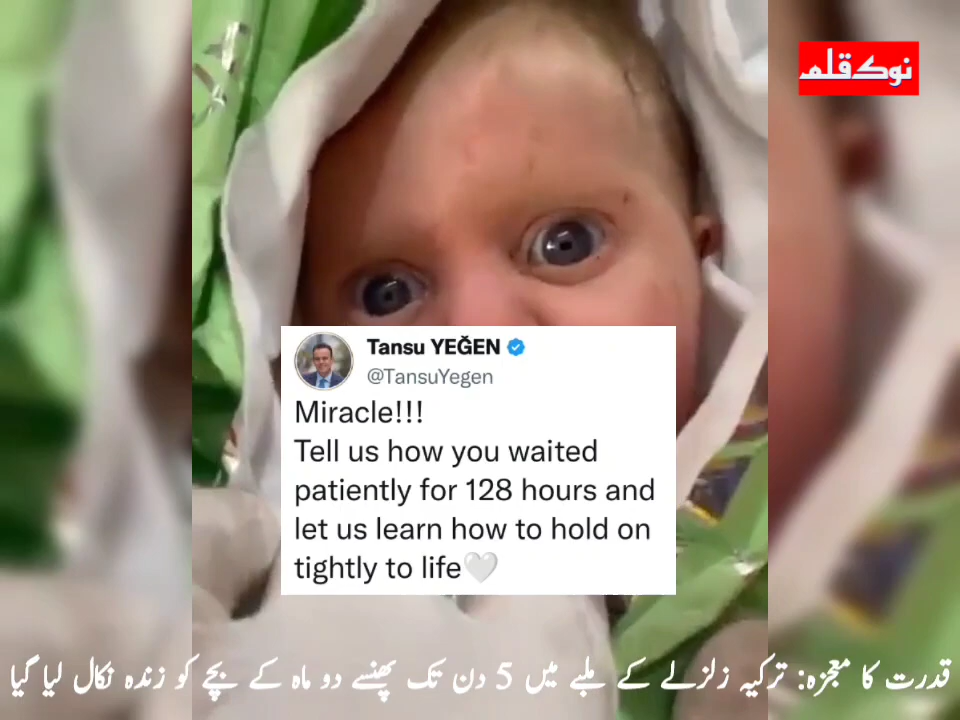 نوک قلم
Tansu YEĞEN
@TansuYegen
Miracle!!!
Tell us how you waited
patiently for 128 hours and
let us learn how to hold on
tightly to life🤍
قدرت کا معجزہ: ترکیہ زلزلے کے ملبے میں 5 دن تک پھنسے دو ماہ کے بچے کو زندہ نکال لیا گیا